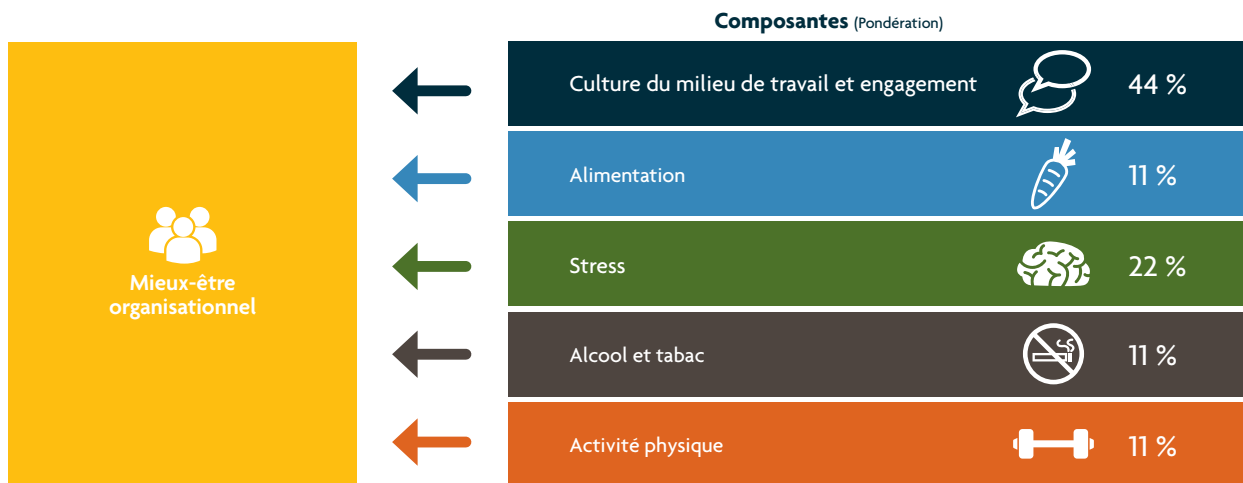 Composantes (Pondération)
Culture du milieu de travail et engagement 44 %
Alimentation 11 %
Stress 22 %
Alcool et tabac 11 %
Activité physique 11 %
Mieux-être
organisationnel